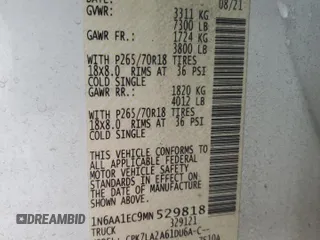 DATE: 08/21
GVWR: 3311 KG
7300 LB
GAWR FR.: 1724 KG
3800 LB
WITH P265/70R18 TIRES
18x8.0 RIMS AT 36 PSI
COLD SINGLE
GAWR RR.: 1820 KG
4012 LB
WITH P265/70R18 TIRES
18x8.0 RIMS AT 36 PSI
COLD SINGLE
THIS VEHICLE CONFORMS TO ALL
APPLICABLE FEDERAL
MOTOR VEHICLE SAFETY
STANDARDS IN EFFECT ON THE
DATE OF MANUFACTURE SHOWN
ABOVE.
1N6AA1EC9MN529818
TRUCK 329121